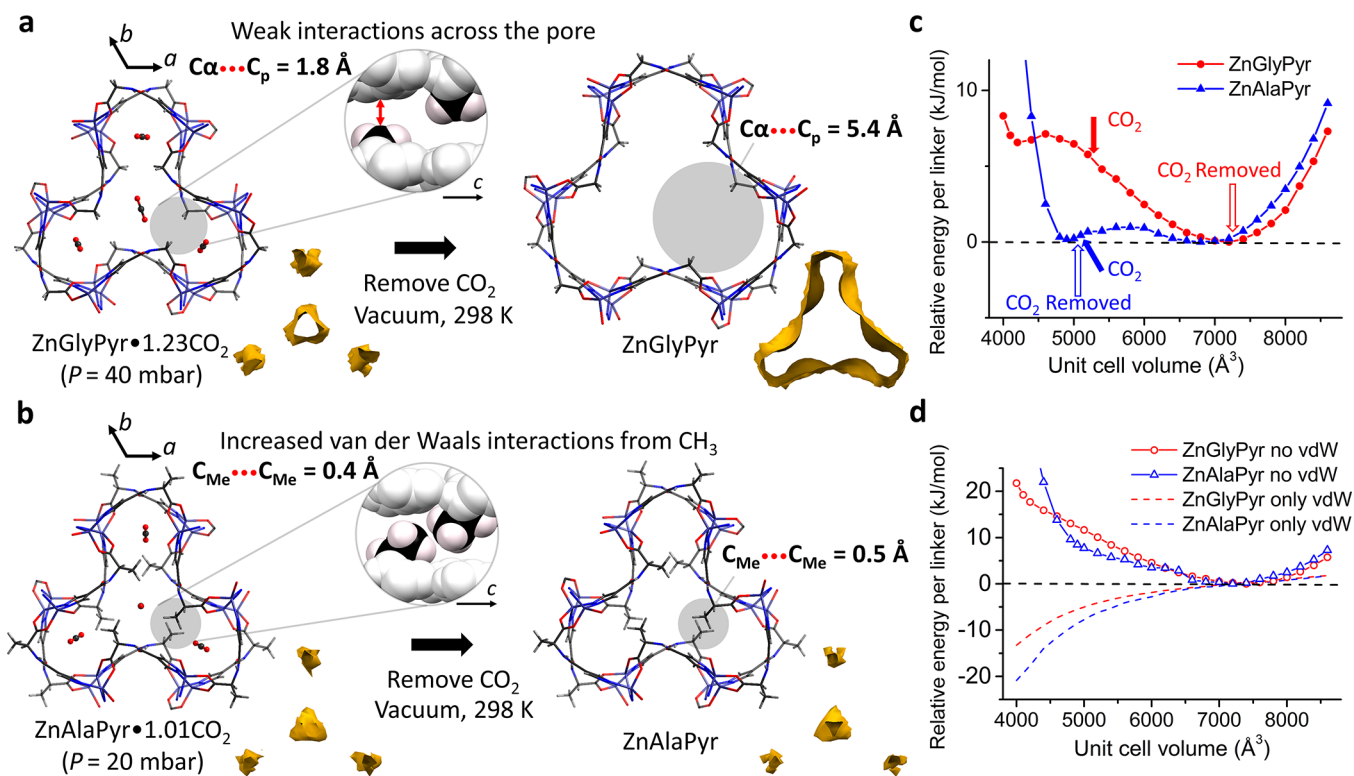 a
b
a
Weak interactions across the pore
Cα•••Cp = 1.8 Å
c
Cα•••Cp = 5.4 Å
Remove CO2
Vacuum, 298 K
ZnGlyPyr•1.23CO2
(P = 40 mbar)
ZnGlyPyr
b
b
a
Increased van der Waals interactions from CH3
CMe•••CMe = 0.4 Å
c
CMe•••CMe = 0.5 Å
Remove CO2
Vacuum, 298 K
ZnAlaPyr•1.01CO2
(P = 20 mbar)
ZnAlaPyr
c
ZnGlyPyr
ZnAlaPyr
CO2
CO2 Removed
CO2
CO2 Removed
Relative energy per linker (kJ/mol)
10
0
4000 5000 6000 7000 8000
Unit cell volume (Å3)
d
ZnGlyPyr no vdW
ZnAlaPyr no vdW
ZnGlyPyr only vdW
ZnAlaPyr only vdW
Relative energy per linker (kJ/mol)
20
10
0
-10
-20
4000 5000 6000 7000 8000
Unit cell volume (Å3)